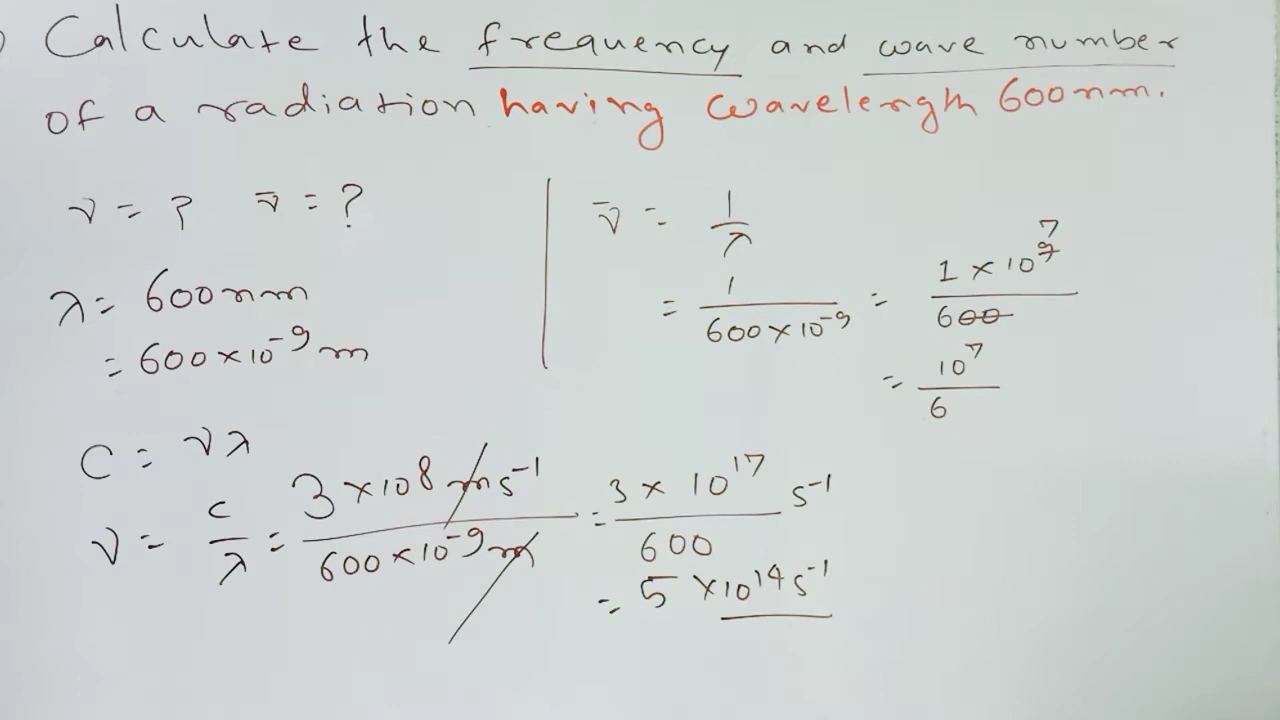 Calculate the frequency and wave number
of a radiation having wavelength 600nm.
ν = ? ν̄ = ?
λ = 600nm
= 600×10⁻⁹ m
C = νλ
ν = c/λ = 3×10⁸ ms⁻¹ / 600×10⁻⁹ m = 3 × 10¹⁷ / 600 s⁻¹
= 5 ×10¹⁴ s⁻¹
ν̄ = 1/λ
= 1 / 600×10⁻⁹ = 1 × 10⁹ ⁷ / 600
= 10⁷ / 6